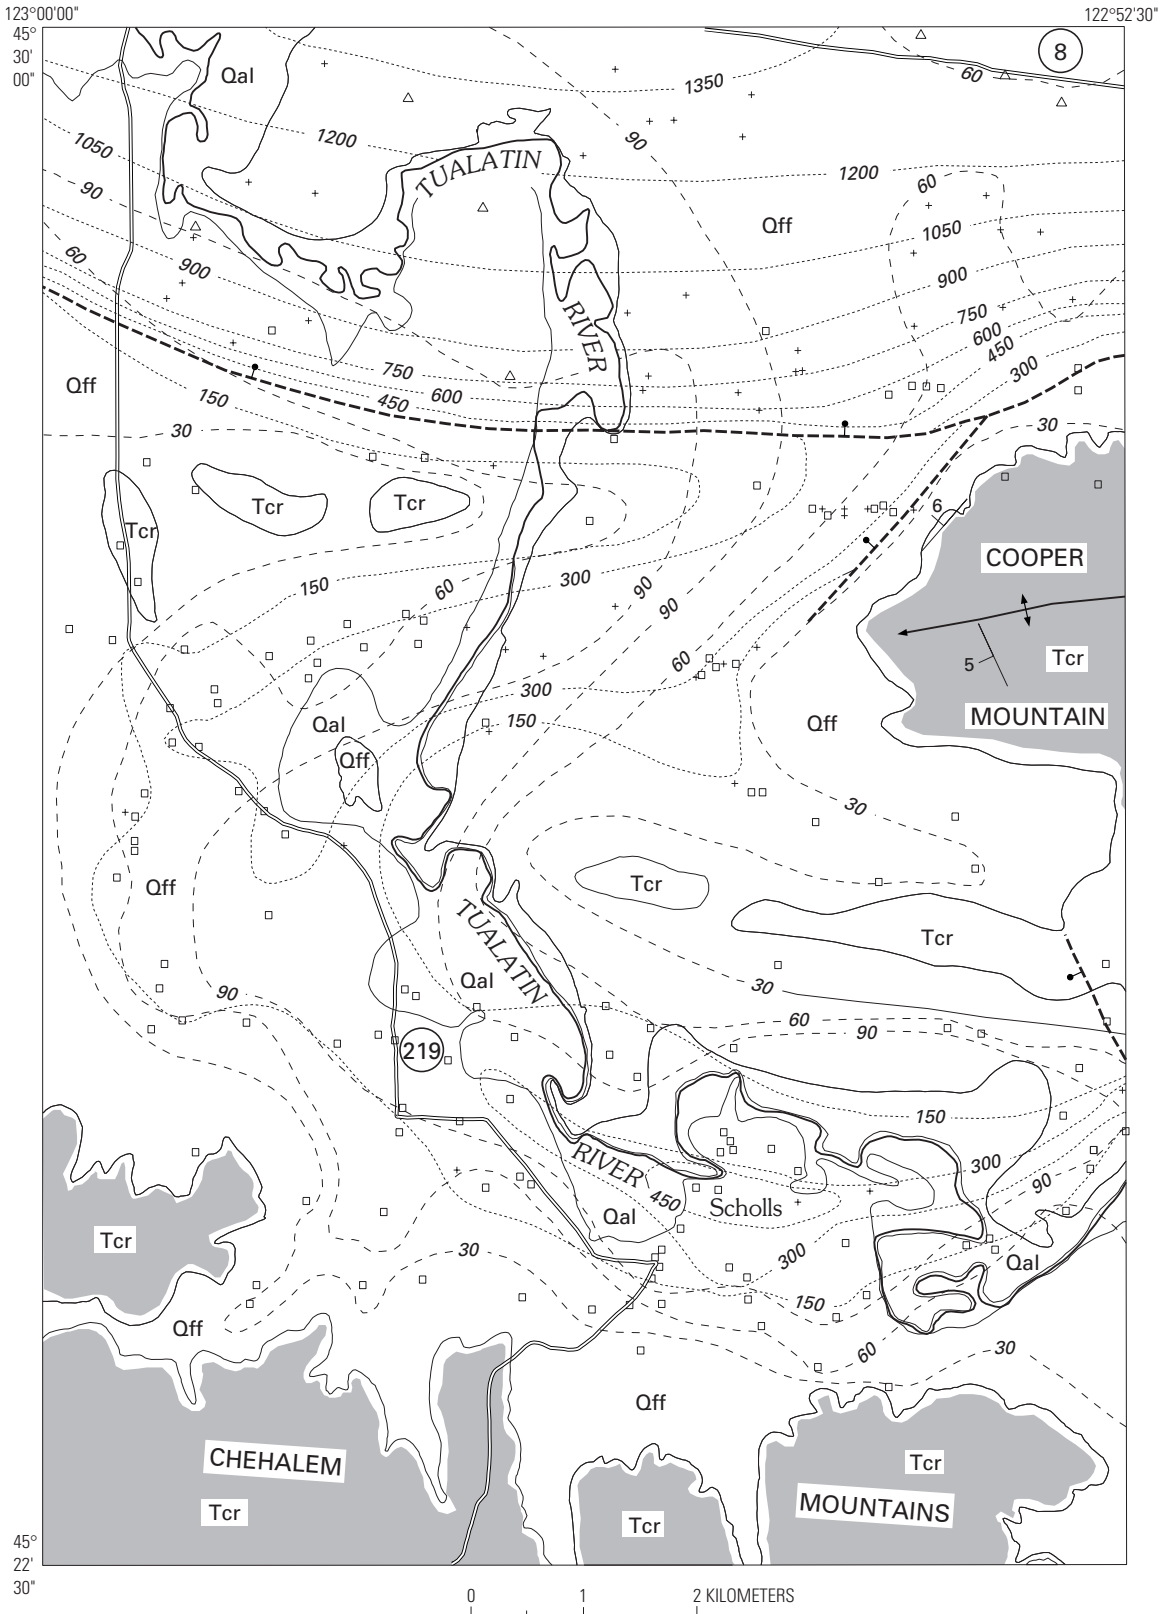 123°00'00"
122°52'30"
45°
30'
00"
8
60
Qal
1350
90
1200
1050
TUALATIN
1200
90
60
Qff
1050
60
900
900
RIVER
750
600
450
750
600
300
Qff
150
450
30
30
Tcr
Tcr
Tcr
6
COOPER
150
60
300
90
90
Tcr
5
60
300
MOUNTAIN
Qal
150
Qff
Qff
30
Qff
Tcr
TUALATIN
Tcr
Qal
90
30
60
90
219
150
RIVER
300
90
450
Scholls
Qal
Tcr
30
300
Qal
150
Qff
60
30
Qff
CHEHALEM
Tcr
Tcr
MOUNTAINS
Tcr
45°
22'
30"
0 1 2 KILOMETERS